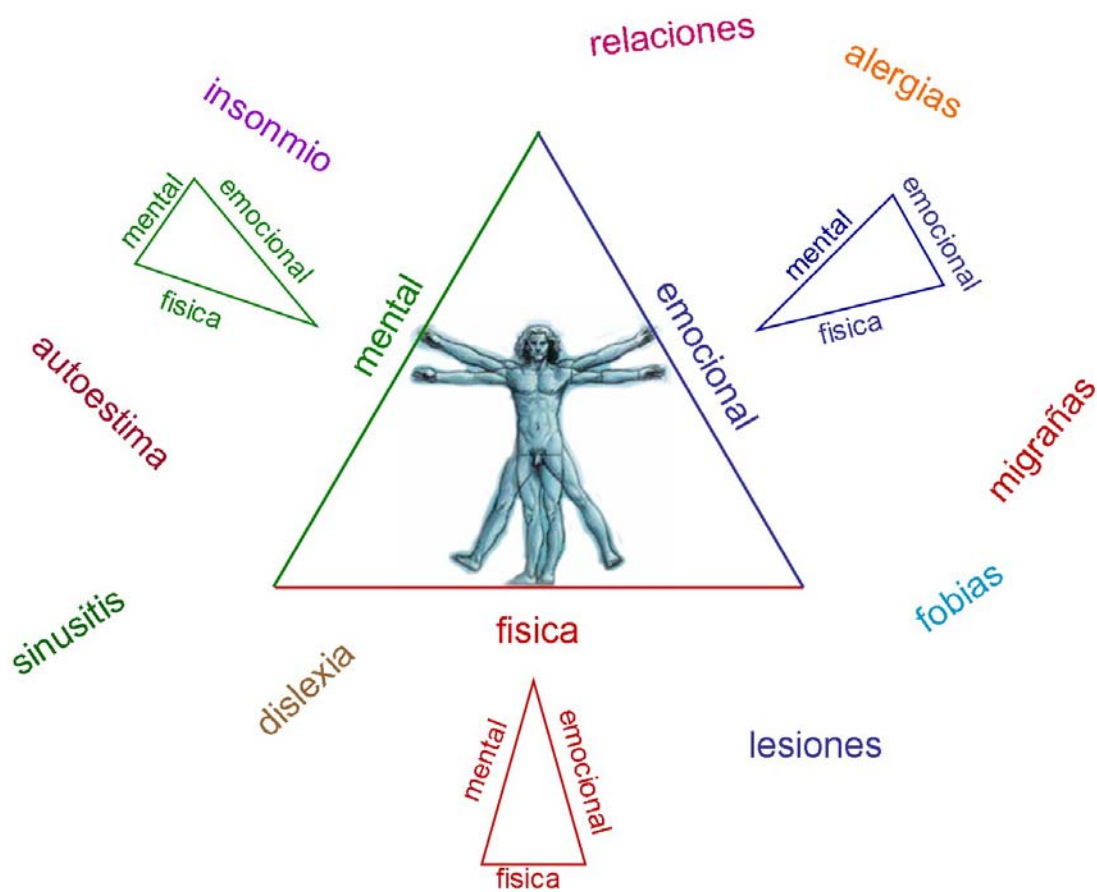 relaciones
alergias
insonmio
mental
emocional
fisica
mental
emocional
fisica
mental
emocional
autoestima
migrañas
fobias
sinusitis
fisica
dislexia
mental
emocional
lesiones
fisica